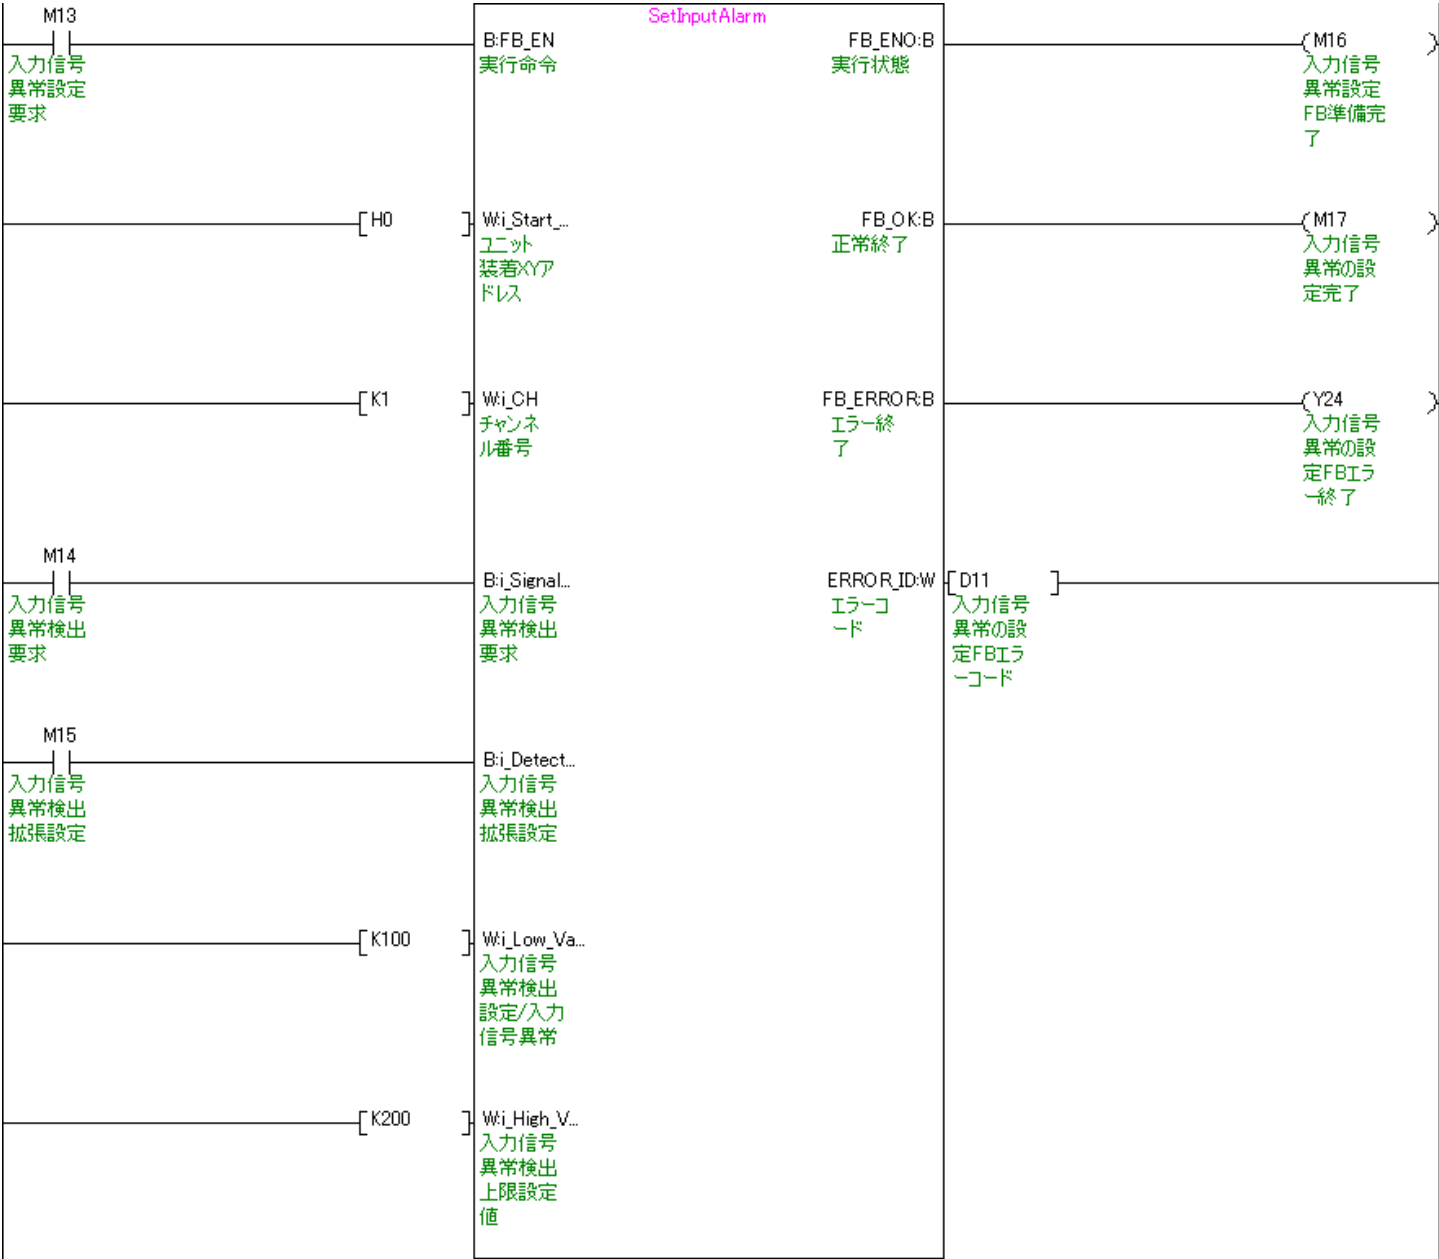 M13
入力信号
異常設定
要求
SetInputAlarm
B:FB_EN
実行命令
FB_ENO:B
実行状態
M16
入力信号
異常設定
FB準備完
了
H0
W:i_Start_...
ユニット
装着XYア
ドレス
FB_OK:B
正常終了
M17
入力信号
異常の設
定完了
K1
W:i_CH
チャンネ
ル番号
FB_ERROR:B
エラー終
了
Y24
入力信号
異常の設
定FBエラ
ー終了
M14
入力信号
異常検出
要求
B:i_Signal...
入力信号
異常検出
要求
ERROR_ID:W
エラーコ
ード
D11
入力信号
異常の設
定FBエラ
ーコード
M15
入力信号
異常検出
拡張設定
B:i_Detect...
入力信号
異常検出
拡張設定
K100
W:i_Low_Va...
入力信号
異常検出
設定/入力
信号異常
K200
W:i_High_V...
入力信号
異常検出
上限設定
値